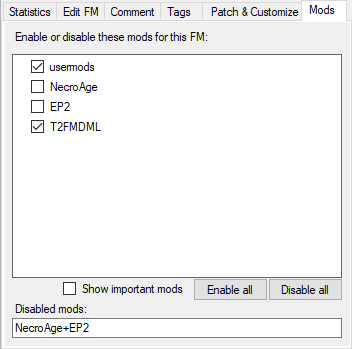 Statistics Edit FM Comment Tags Patch & Customize Mods
Enable or disable these mods for this FM:
usermods
NecroAge
EP2
T2FMDML
Show important mods Enable all Disable all
Disabled mods:
NecroAge+EP2